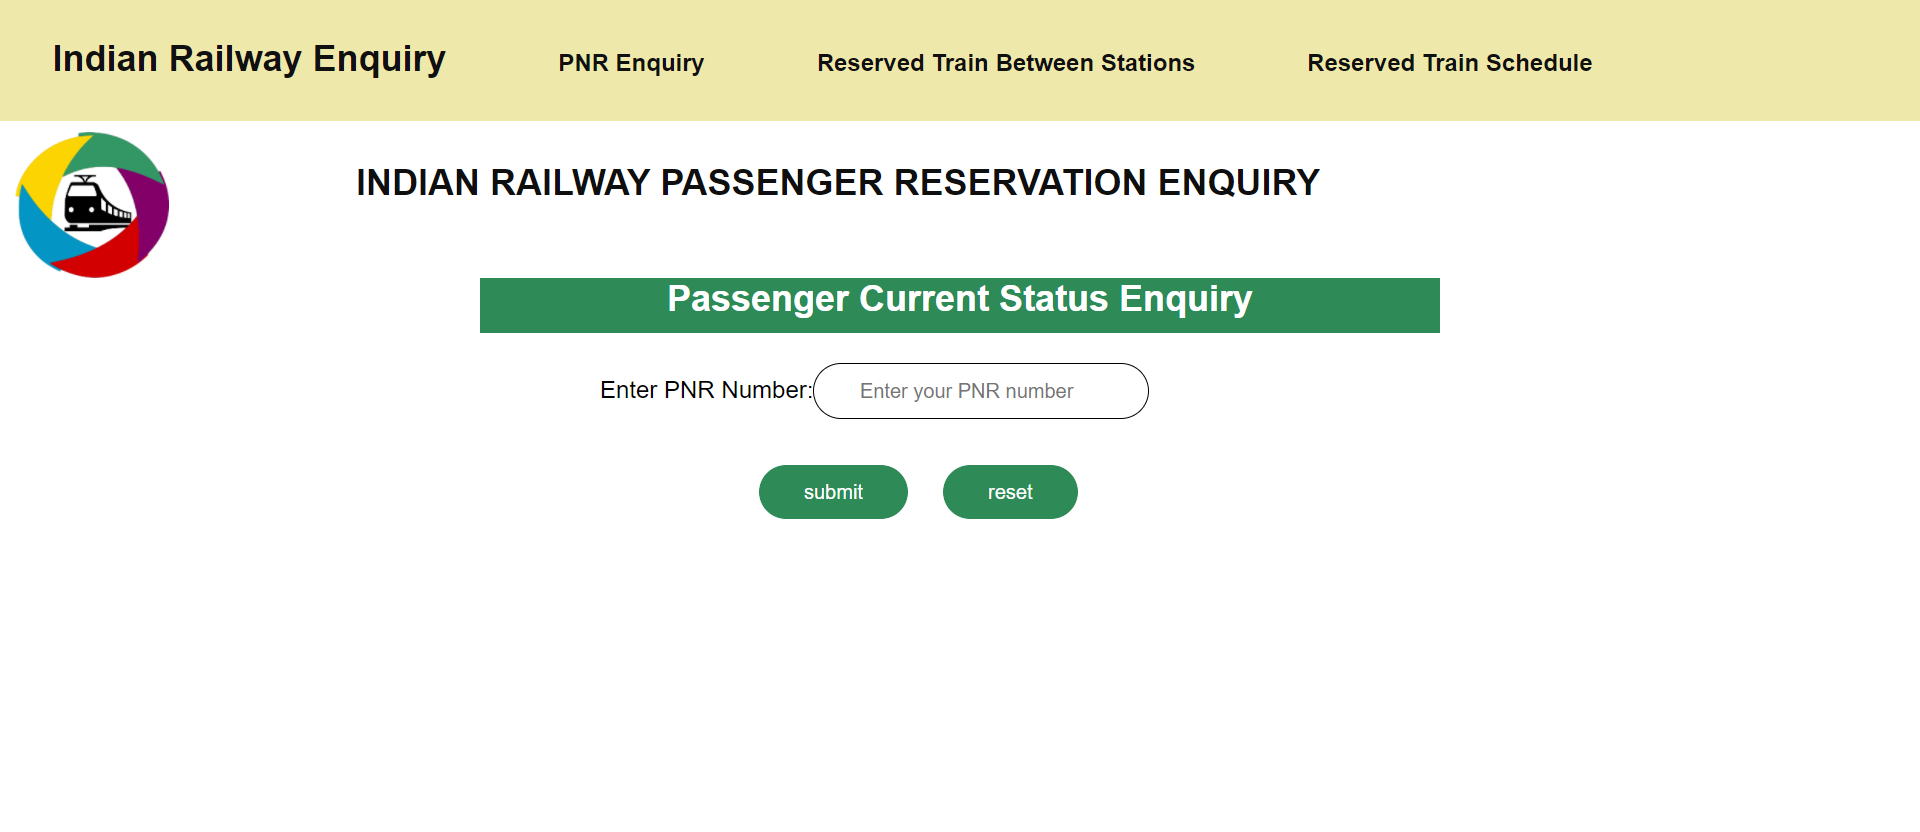 Indian Railway Enquiry PNR Enquiry Reserved Train Between Stations Reserved Train Schedule
INDIAN RAILWAY PASSENGER RESERVATION ENQUIRY
Passenger Current Status Enquiry
Enter PNR Number: Enter your PNR number
submit reset